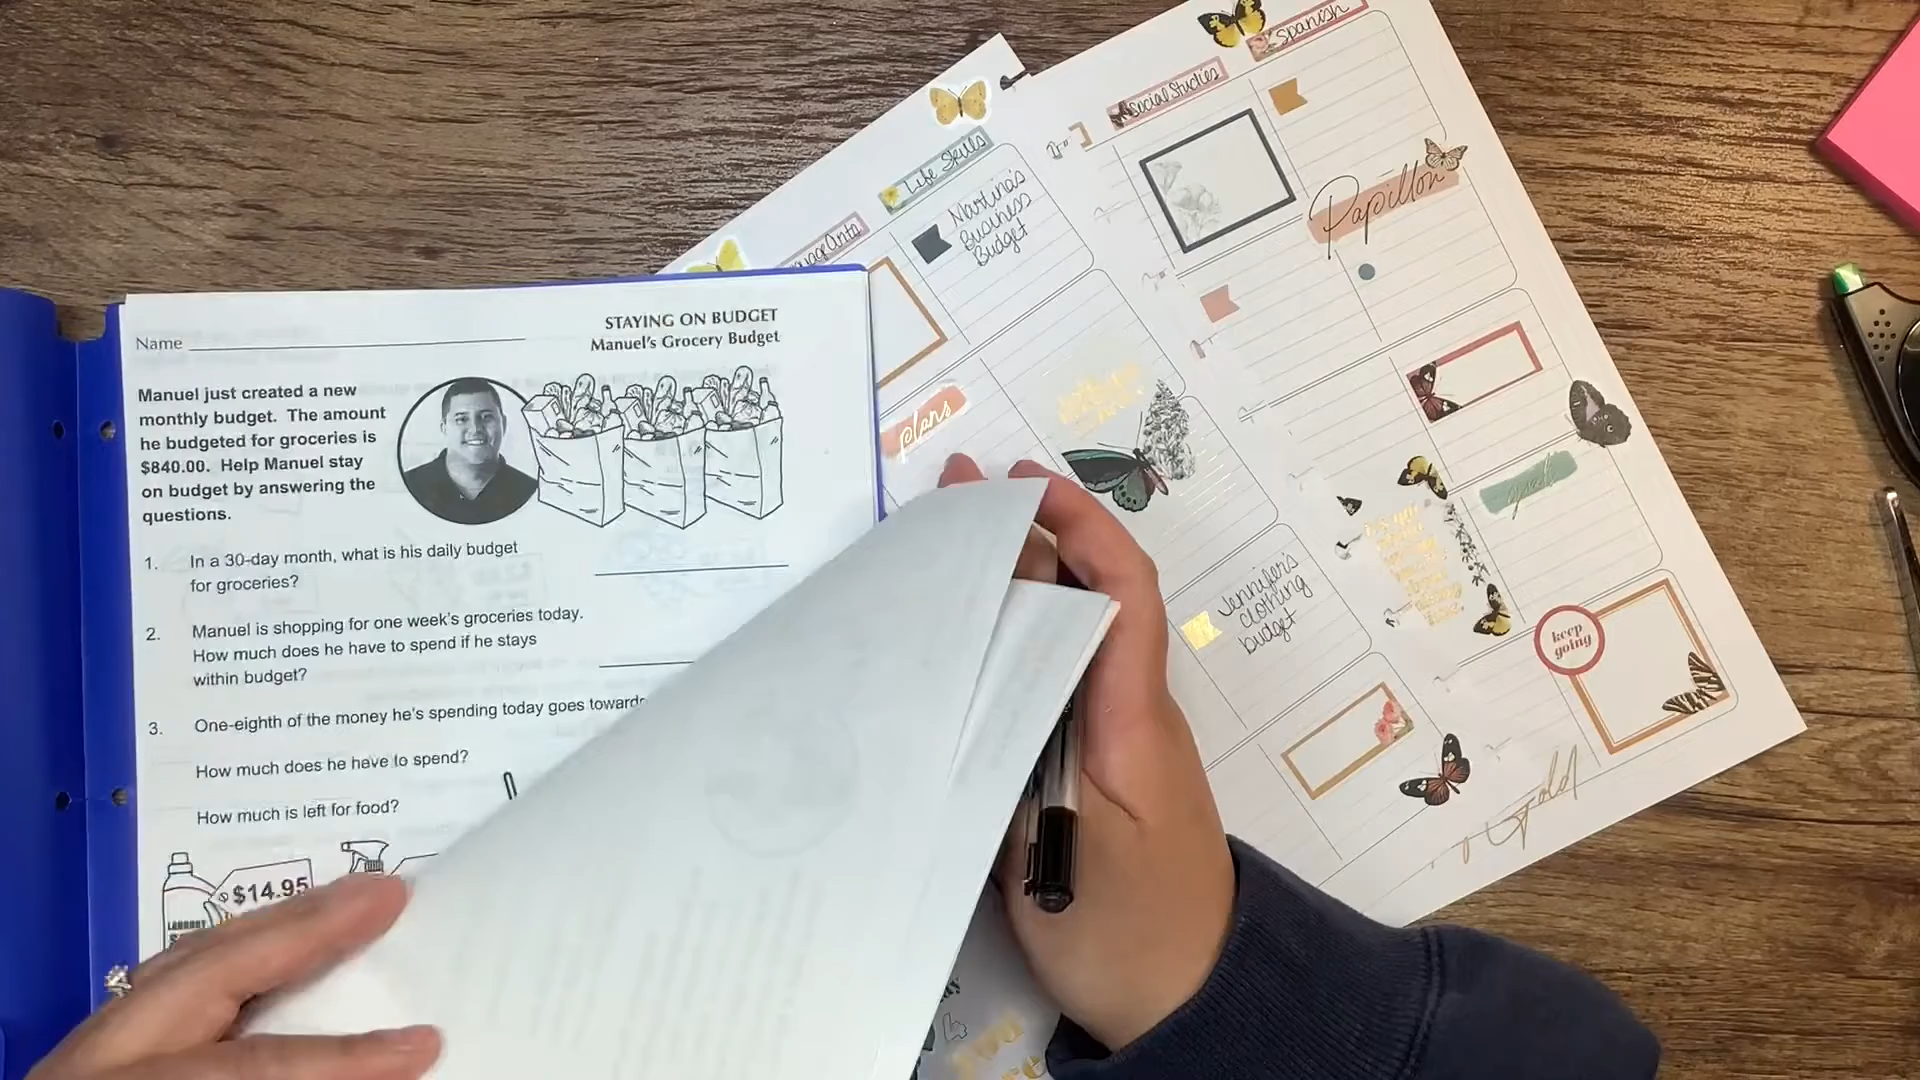 Name
STAYING ON BUDGET
Manuel's Grocery Budget
Manuel just created a new
monthly budget. The amount
he budgeted for groceries is
$840.00. Help Manuel stay
on budget by answering the
questions.
1. In a 30-day month, what is his daily budget
for groceries?
2. Manuel is shopping for one week's groceries today.
How much does he have to spend if he stays
within budget?
3. One-eighth of the money he's spending today goes towards
How much does he have to spend?
How much is left for food?
$14.95
Life Skills
Martina's
Business
Budget
plans
Jennifer's
clothing
budget
Social Studies
Spanish
Papillon
keep
going
you